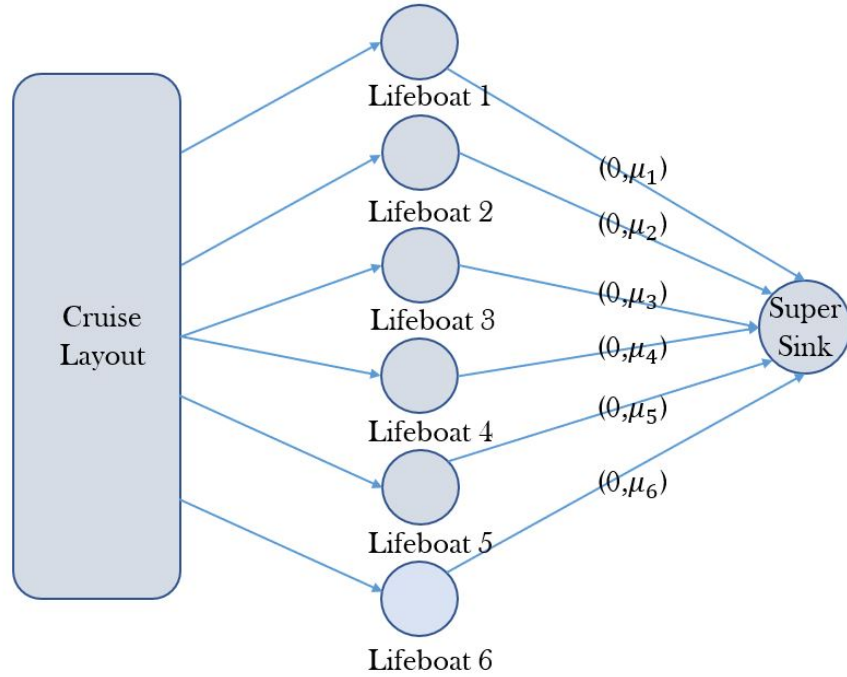 Cruise
Layout
Lifeboat 1
Lifeboat 2
Lifeboat 3
Lifeboat 4
Lifeboat 5
Lifeboat 6
(0,μ₁)
(0,μ₂)
(0,μ₃)
(0,μ₄)
(0,μ₅)
(0,μ₆)
Super
Sink